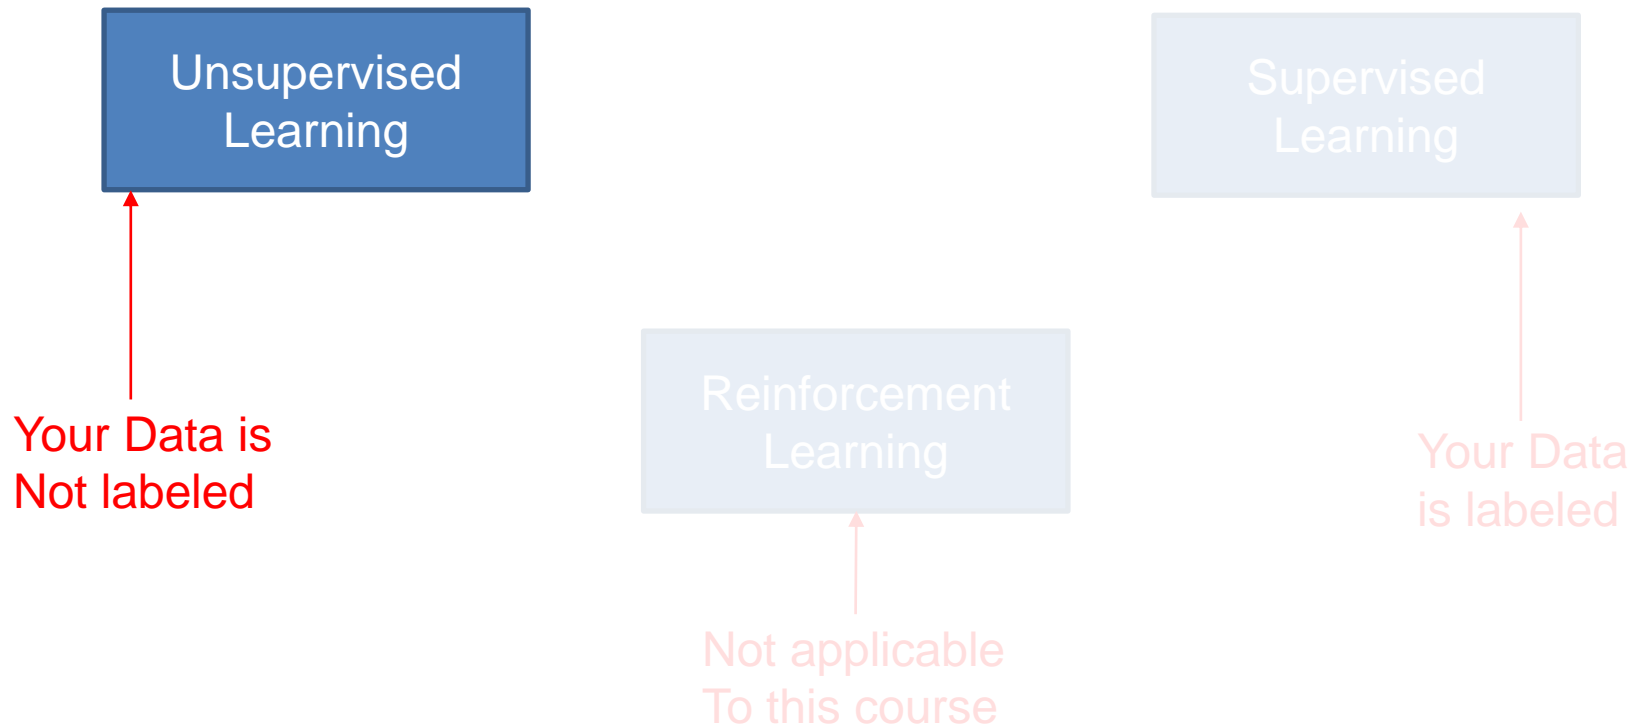 Unsupervised
Learning
Supervised
Learning
Your Data is
Not labeled
Reinforcement
Learning
Your Data
is labeled
Not applicable
To this course